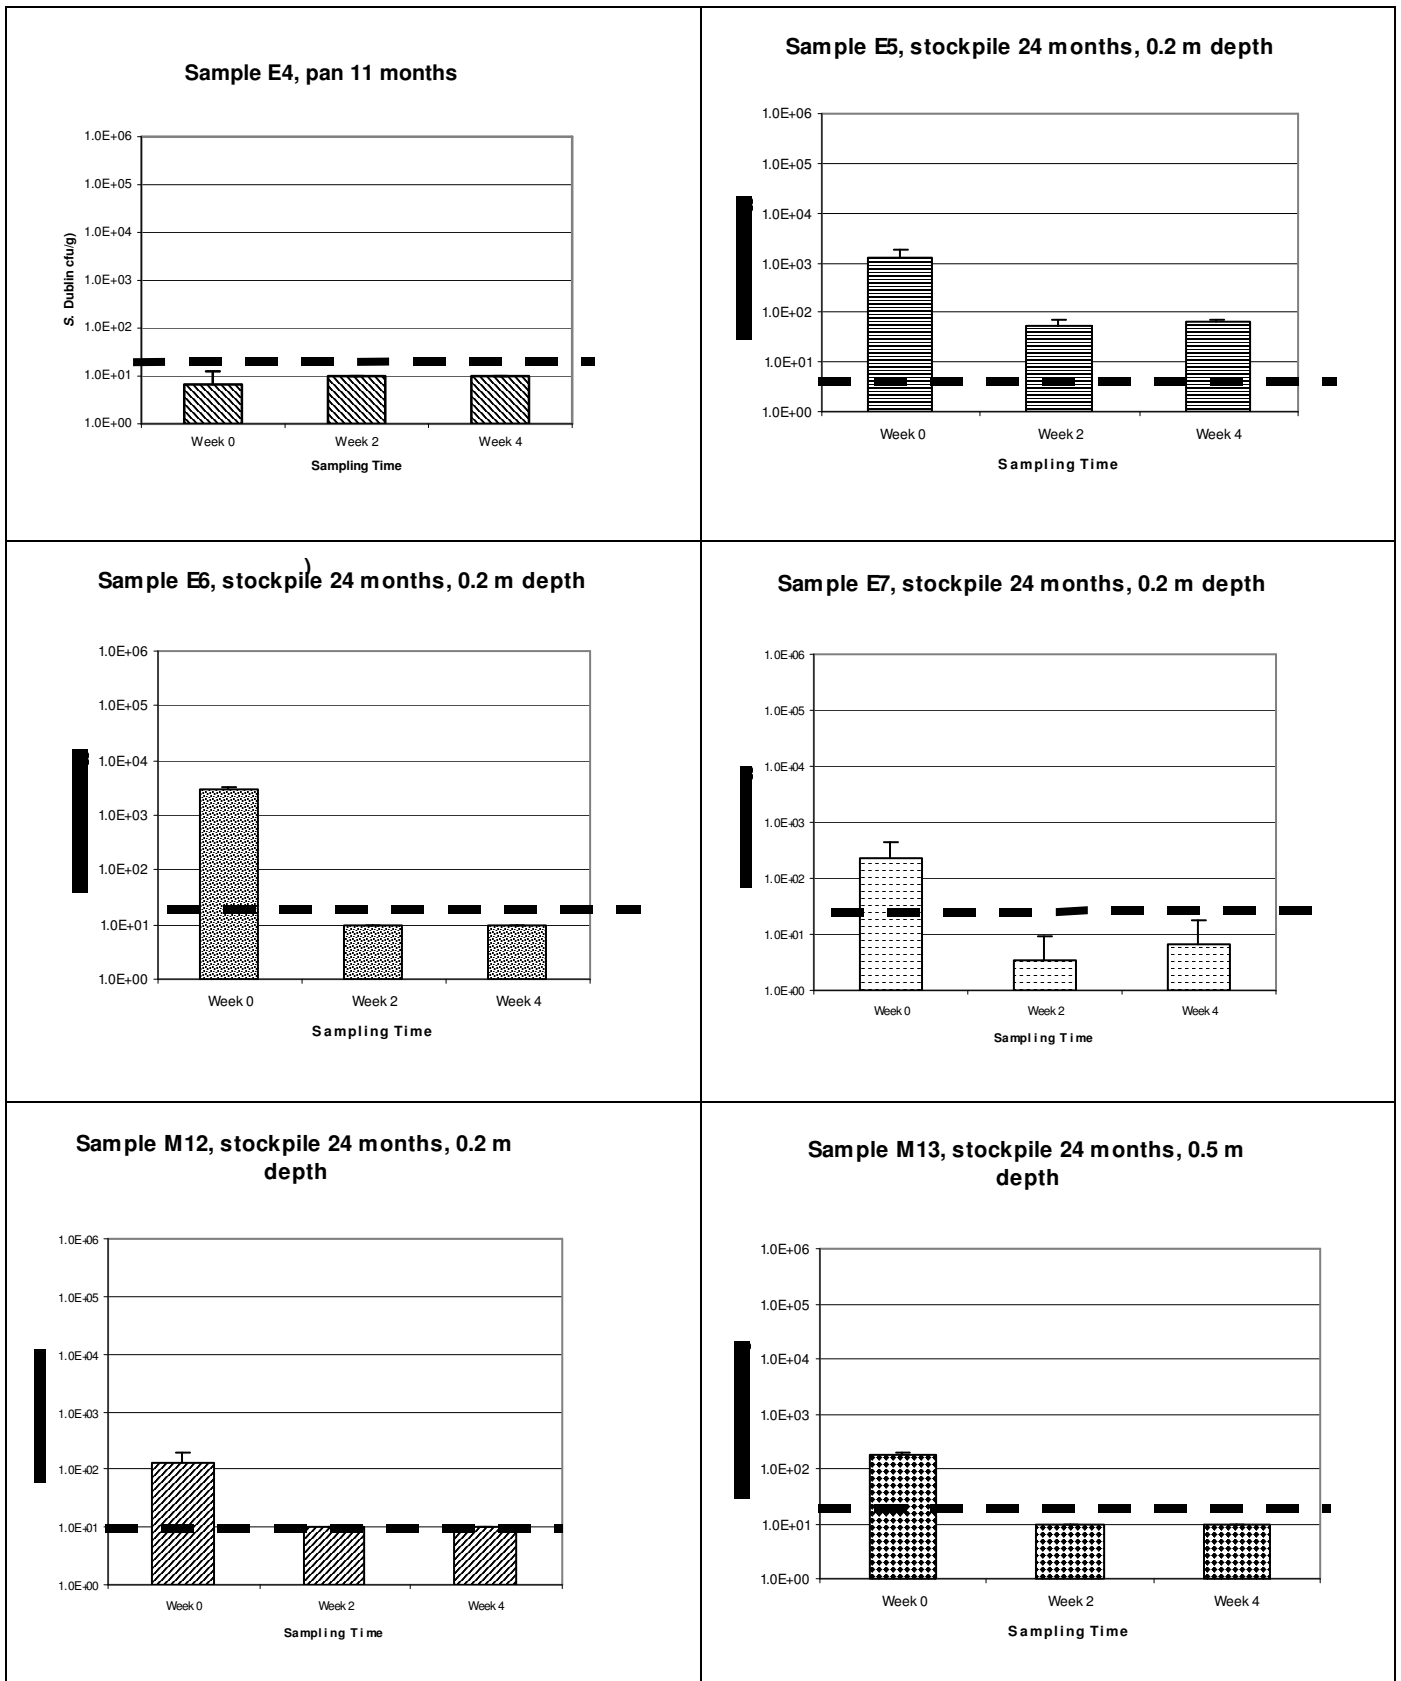 Sample E4, pan 11 months
1.0E+06
1.0E+05
1.0E+04
1.0E+03
1.0E+02
1.0E+01
1.0E+00
S. Dublin cfu/g)
Week 0 Week 2 Week 4
Sampling Time
Sample E5, stockpile 24 months, 0.2 m depth
1.0E+06
1.0E+05
1.0E+04
1.0E+03
1.0E+02
1.0E+01
1.0E+00
Week 0 Week 2 Week 4
Sampling Time
)
Sample E6, stockpile 24 months, 0.2 m depth
1.0E+06
1.0E+05
1.0E+04
1.0E+03
1.0E+02
1.0E+01
1.0E+00
Week 0 Week 2 Week 4
Sampling Time
Sample E7, stockpile 24 months, 0.2 m depth
1.0E+06
1.0E+05
1.0E+04
1.0E+03
1.0E+02
1.0E+01
1.0E+00
Week 0 Week 2 Week 4
Sampling Time
Sample M12, stockpile 24 months, 0.2 m
depth
1.0E+06
1.0E+05
1.0E+04
1.0E+03
1.0E+02
1.0E+01
1.0E+00
Week 0 Week 2 Week 4
Sampling Time
Sample M13, stockpile 24 months, 0.5 m
depth
1.0E+06
1.0E+05
1.0E+04
1.0E+03
1.0E+02
1.0E+01
1.0E+00
Week 0 Week 2 Week 4
Sampling Time